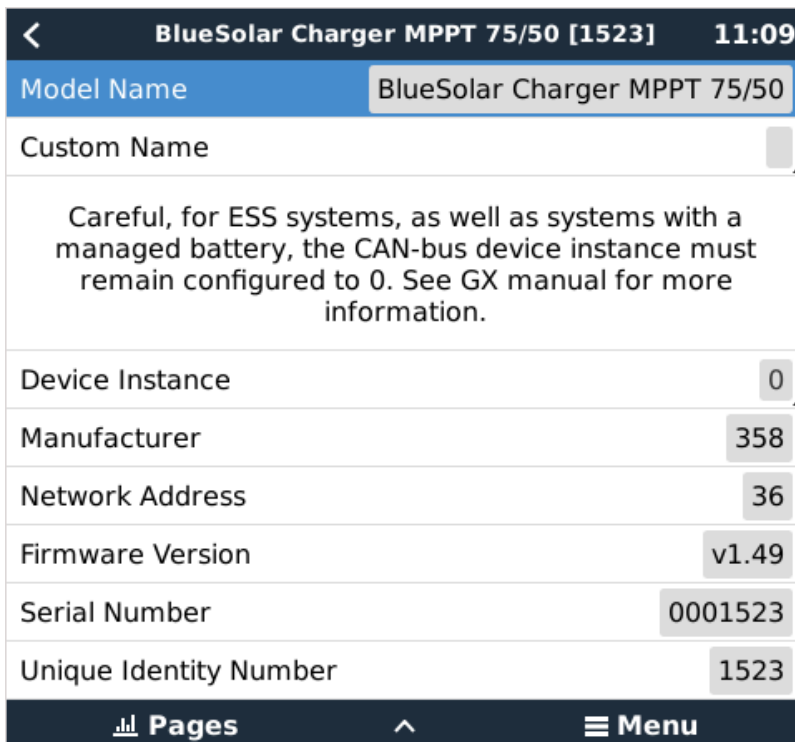 BlueSolar Charger MPPT 75/50 [1523] 11:09
Model Name BlueSolar Charger MPPT 75/50
Custom Name
Careful, for ESS systems, as well as systems with a
managed battery, the CAN-bus device instance must
remain configured to 0. See GX manual for more
information.
Device Instance 0
Manufacturer 358
Network Address 36
Firmware Version v1.49
Serial Number 0001523
Unique Identity Number 1523
Pages Menu